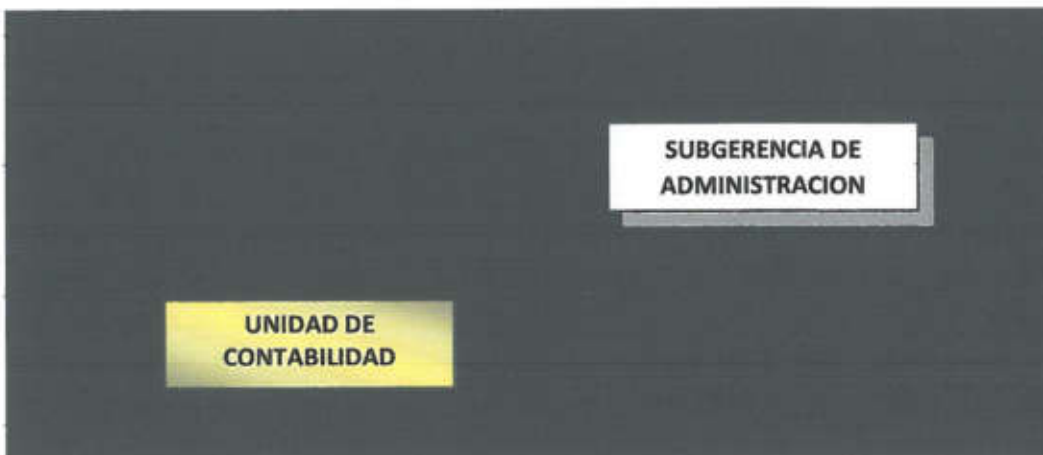 SUBGERENCIA DE
ADMINISTRACION
UNIDAD DE
CONTABILIDAD